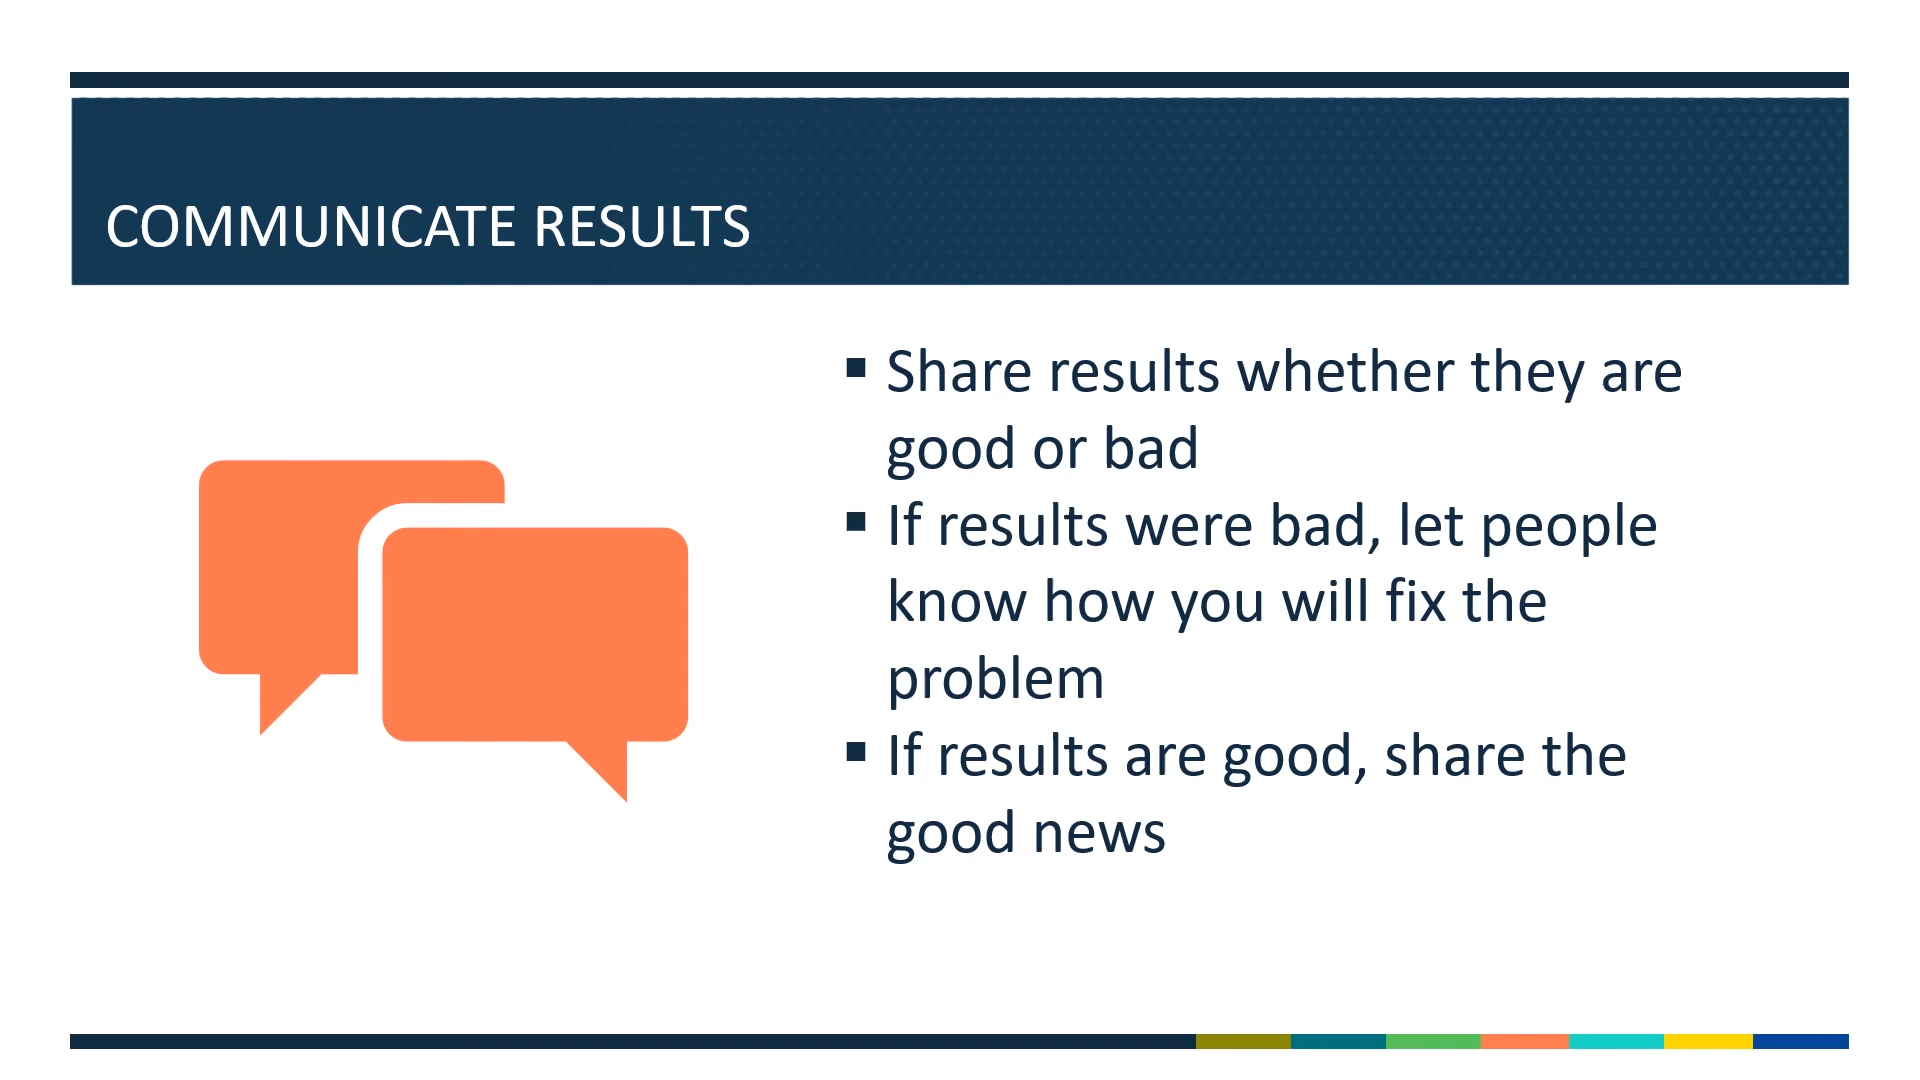 COMMUNICATE RESULTS
▪ Share results whether they are
good or bad
▪ If results were bad, let people
know how you will fix the
problem
▪ If results are good, share the
good news